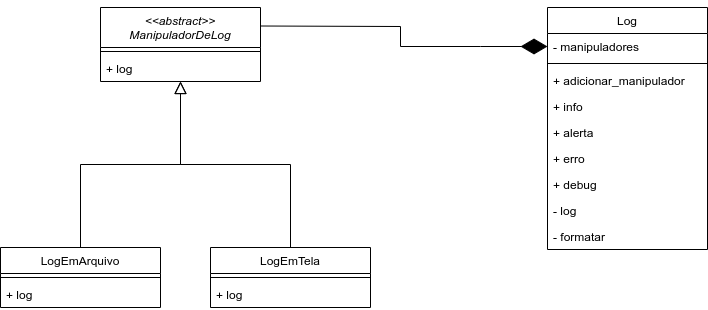 <<abstract>>
ManipuladorDeLog
+ log
Log
- manipuladores
+ adicionar_manipulador
+ info
+ alerta
+ erro
+ debug
- log
- formatar
LogEmArquivo
+ log
LogEmTela
+ log